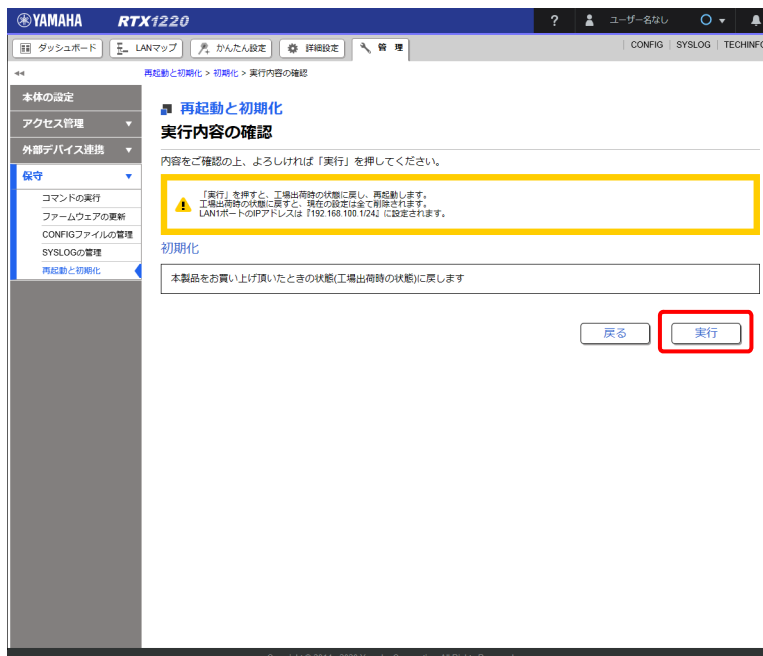 YAMAHA RTX1220 ? ユーザー名なし
ダッシュボード LANマップ かんたん設定 詳細設定 管理 CONFIG SYSLOG TECHINFO
再起動と初期化 > 初期化 > 実行内容の確認
本体の設定
アクセス管理
外部デバイス連携
保守
コマンドの実行
ファームウェアの更新
CONFIGファイルの管理
SYSLOGの管理
再起動と初期化
再起動と初期化
実行内容の確認
内容をご確認の上、よろしければ「実行」を押してください。
「実行」を押すと、工場出荷時の状態に戻し、再起動します。
工場出荷時の状態に戻すと、現在の設定は全て削除されます。
LAN1ポートのIPアドレスは『192.168.100.1/24』に設定されます。
初期化
本製品をお買い上げ頂いたときの状態(工場出荷時の状態)に戻します
戻る 実行